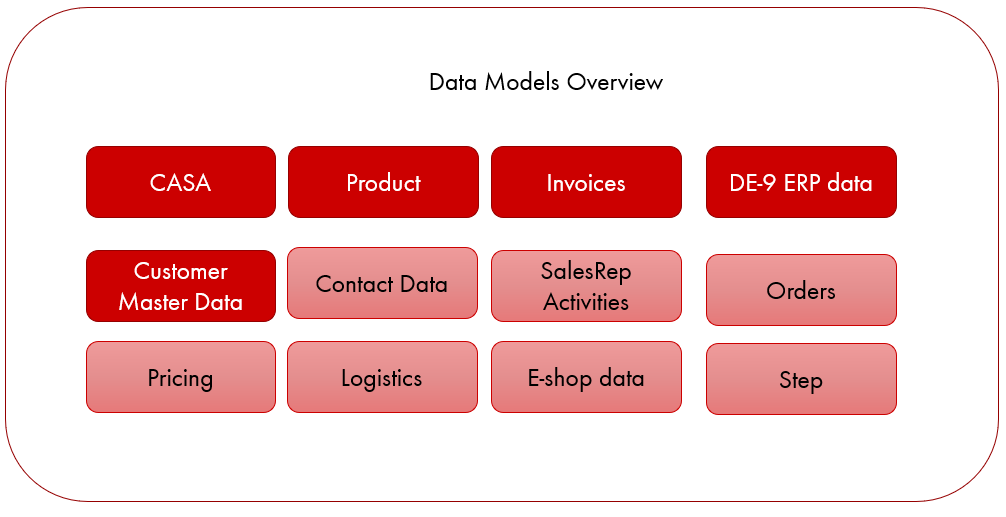 Data Models Overview
CASA
Product
Invoices
DE-9 ERP data
Customer
Master Data
Contact Data
SalesRep
Activities
Orders
Pricing
Logistics
E-shop data
Step